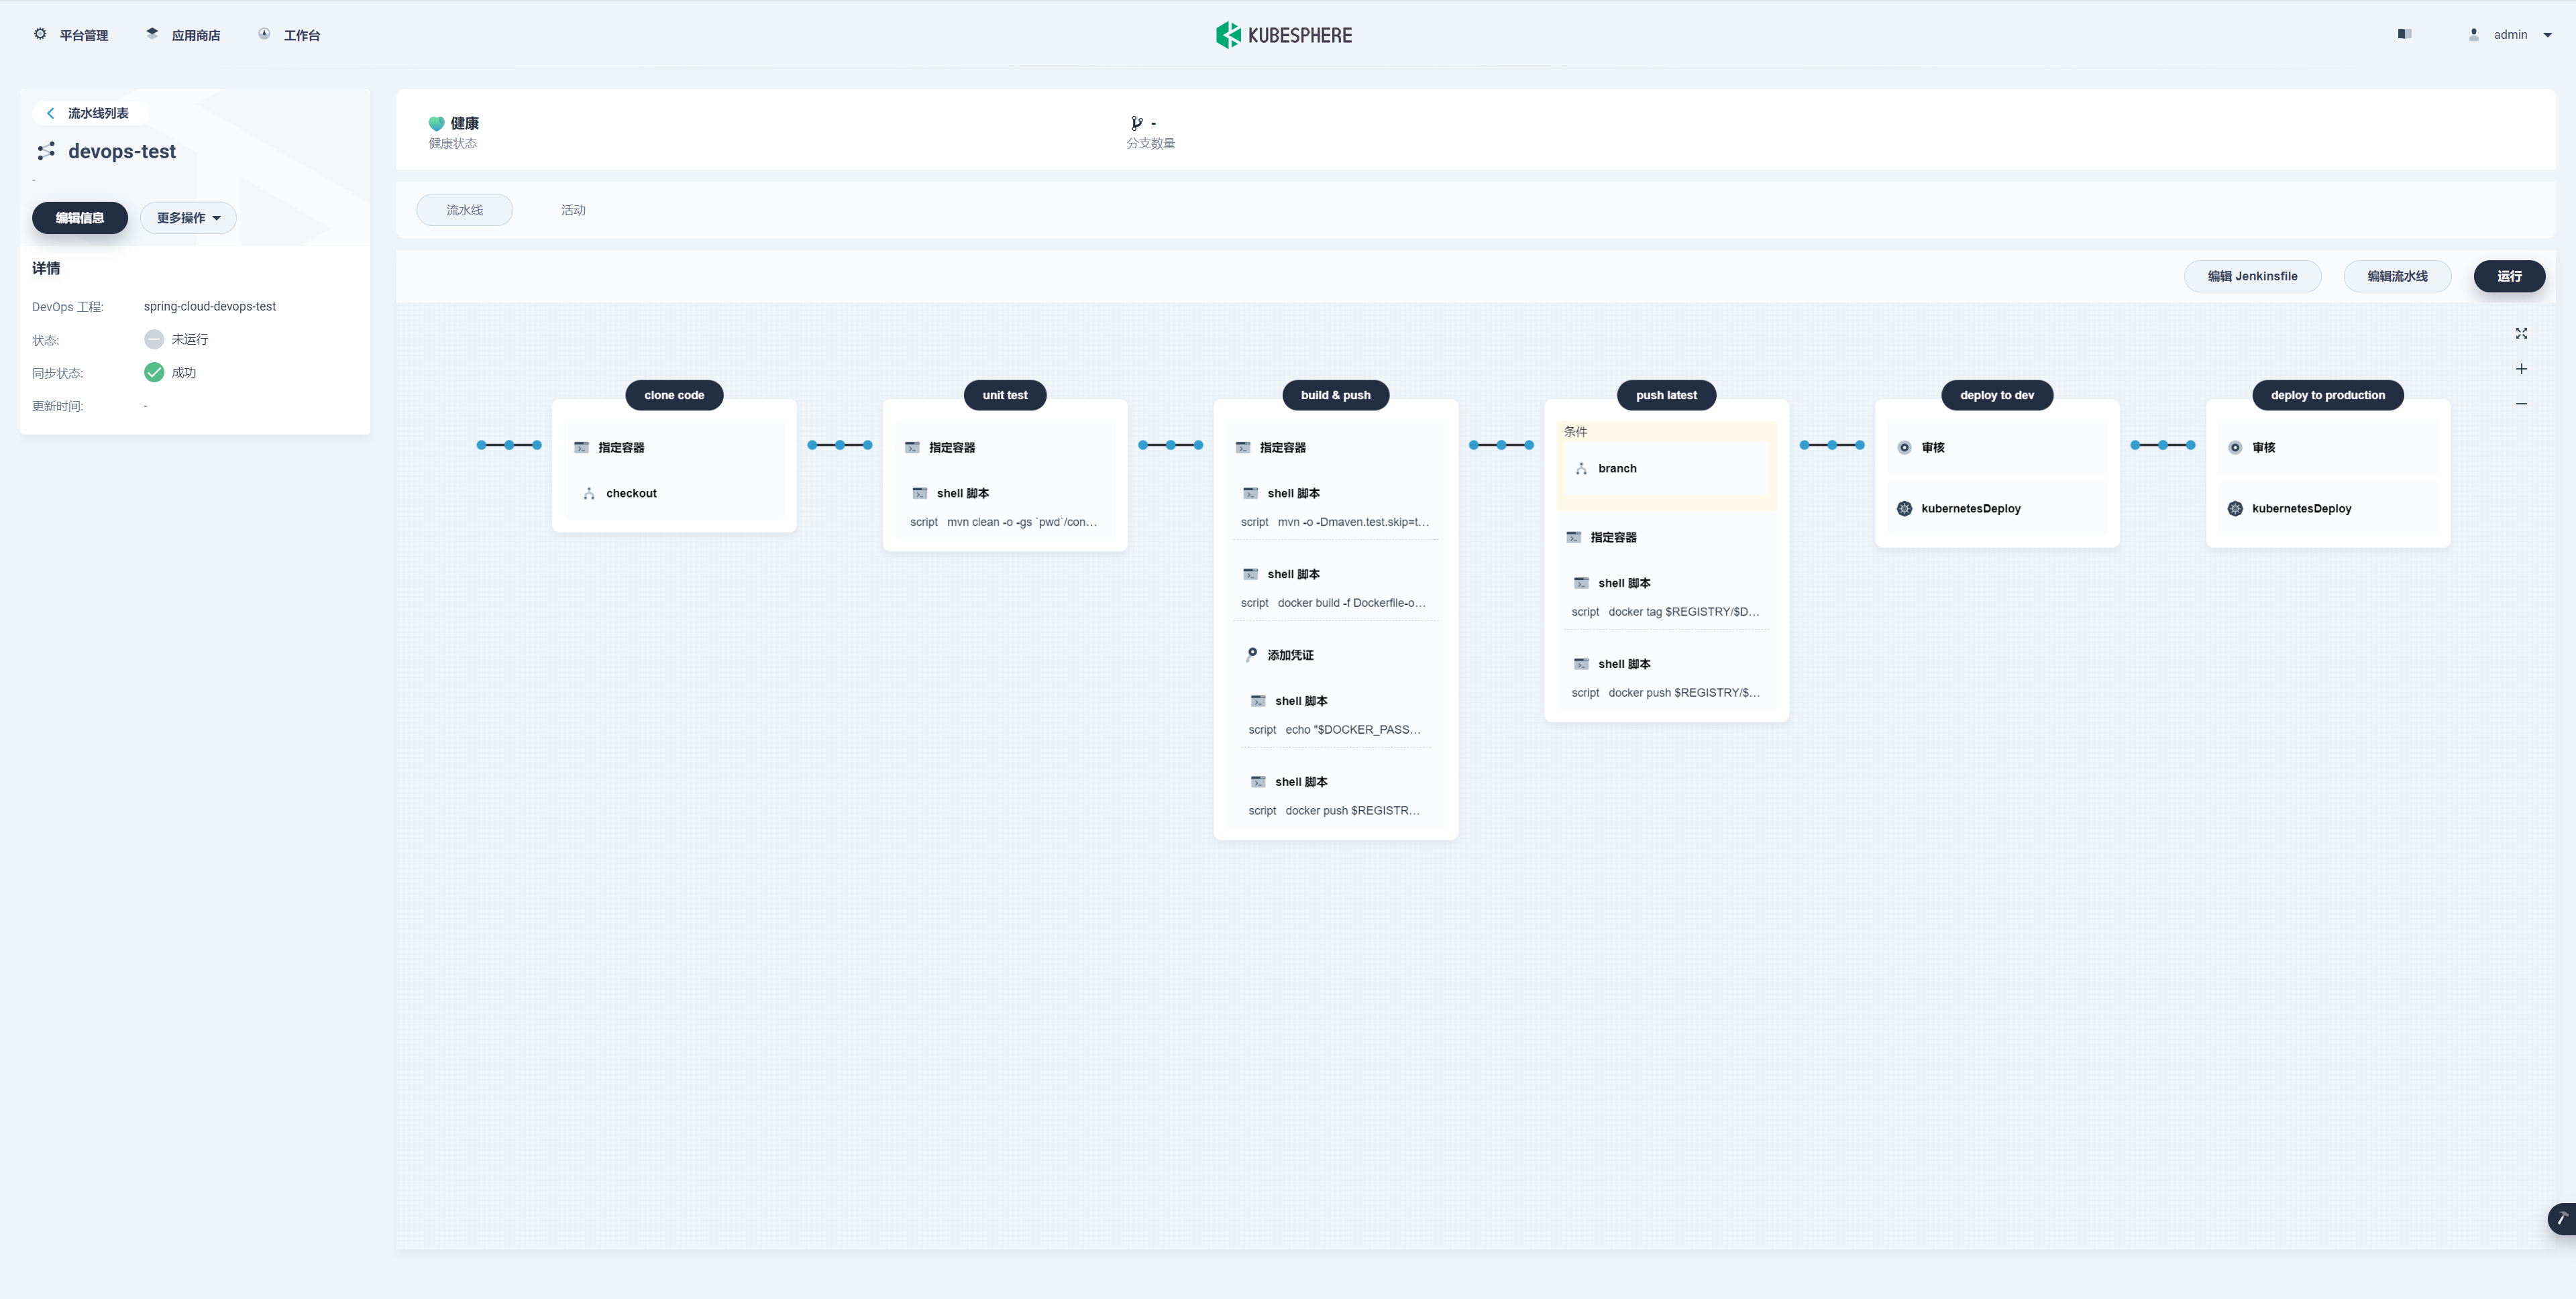 平台管理
应用商店
工作台
KUBESPHERE
admin
流水线列表
devops-test
-
编辑信息
更多操作
详情
DevOps 工程:
spring-cloud-devops-test
状态:
未运行
同步状态:
成功
更新时间:
-
健康
健康状态
-
分支数量
流水线
活动
编辑 Jenkinsfile
编辑流水线
运行
clone code
指定容器
checkout
unit test
指定容器
shell 脚本
script mvn clean -o -gs `pwd`/con...
build & push
指定容器
shell 脚本
script mvn -o -Dmaven.test.skip=t...
shell 脚本
script docker build -f Dockerfile-o...
添加凭证
shell 脚本
script echo "$DOCKER_PASS...
shell 脚本
script docker push $REGISTR...
push latest
条件
branch
指定容器
shell 脚本
script docker tag $REGISTRY/$D...
shell 脚本
script docker push $REGISTRY/$...
deploy to dev
审核
kubernetesDeploy
deploy to production
审核
kubernetesDeploy